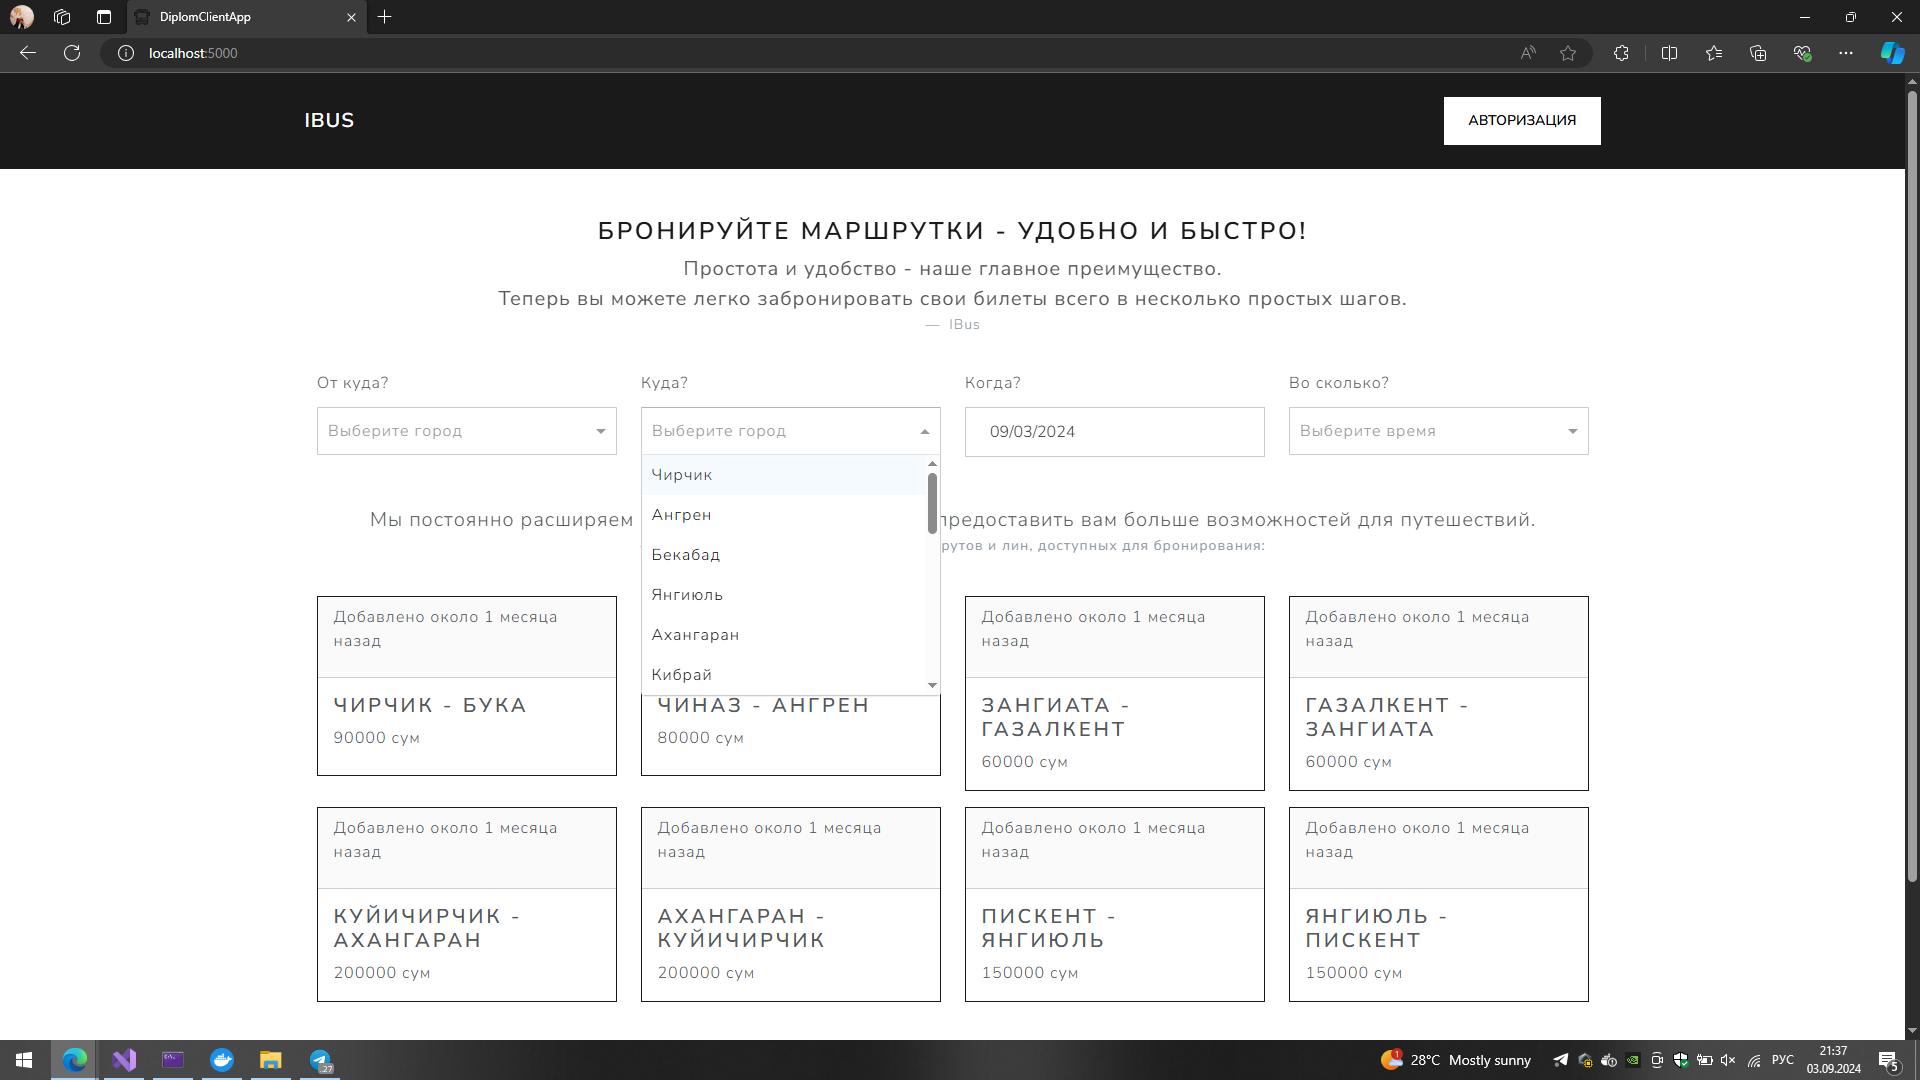 DiplomClientApp
localhost:5000
IBUS
АВТОРИЗАЦИЯ
БРОНИРУЙТЕ МАРШРУТКИ - УДОБНО И БЫСТРО!
Простота и удобство - наше главное преимущество.
Теперь вы можете легко забронировать свои билеты всего в несколько простых шагов.
— IBus
От куда?
Куда?
Когда?
Во сколько?
Выберите город
Выберите город
09/03/2024
Выберите время
Чирчик
Ангрен
Бекабад
Янгиюль
Ахангаран
Кибрай
Мы постоянно расширяем предоставить вам больше возможностей для путешествий.
рутов и лин, доступных для бронирования:
Добавлено около 1 месяца
назад
ЧИРЧИК - БУКА
90000 сум
ЧИНАЗ - АНГРЕН
80000 сум
Добавлено около 1 месяца
назад
ЗАНГИАТА -
ГАЗАЛКЕНТ
60000 сум
Добавлено около 1 месяца
назад
ГАЗАЛКЕНТ -
ЗАНГИАТА
60000 сум
Добавлено около 1 месяца
назад
КУЙИЧИРЧИК -
АХАНГАРАН
200000 сум
Добавлено около 1 месяца
назад
АХАНГАРАН -
КУЙИЧИРЧИК
200000 сум
Добавлено около 1 месяца
назад
ПИСКЕНТ -
ЯНГИЮЛЬ
150000 сум
Добавлено около 1 месяца
назад
ЯНГИЮЛЬ -
ПИСКЕНТ
150000 сум
27
1
28°C Mostly sunny
РУС
21:37
03.09.2024
5